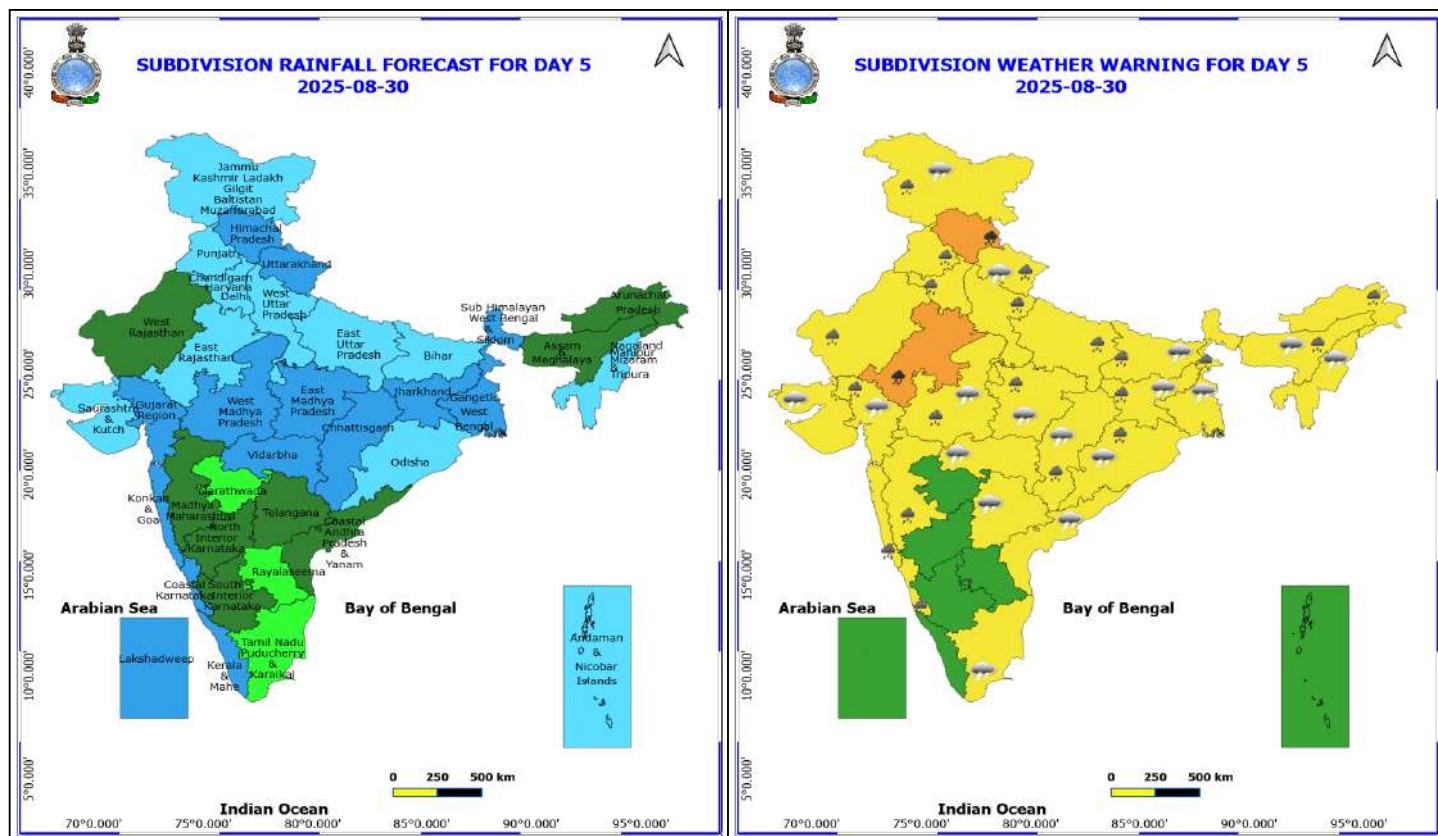 SUBDIVISION RAINFALL FORECAST FOR DAY 5
2025-08-30
40°0.000'
35°0.000'
30°0.000'
25°0.000'
20°0.000'
15°0.000'
10°0.000'
5°0.000'
Jammu
Kashmir Ladakh
Gilgit
Baltistan
Muzaffarabad
Himachal
Pradesh
Punjab
Uttarakhand
Chandigarh
Haryana
Delhi
West
Uttar
Pradesh
West
Rajasthan
East
Rajasthan
East
Uttar
Pradesh
Bihar
Sub Himalayan
West Bengal
&
Sikkim
Arunachal
Pradesh
Assam
&
Meghalaya
Nagaland
Manipur
Mizoram
&
Tripura
Saurashtra
&
Kutch
Gujarat
Region
West
Madhya
Pradesh
East
Madhya
Pradesh
Jharkhand
Gangetic
West
Bengal
Chhattisgarh
Vidarbha
Odisha
Konkan
&
Goa
Madhya
Maharashtra
Marathwada
North
Interior
Karnataka
Telangana
Coastal
Andhra
Pradesh
&
Yanam
Rayalaseema
Coastal
Karnataka
South
Interior
Karnataka
Arabian Sea
Bay of Bengal
Lakshadweep
Kerala
&
Mahe
Tamil Nadu
Puducherry
&
Karaikal
Andaman
&
Nicobar
Islands
0 250 500 km
Indian Ocean
70°0.000' 75°0.000' 80°0.000' 85°0.000' 90°0.000' 95°0.000'
SUBDIVISION WEATHER WARNING FOR DAY 5
2025-08-30
40°0.000'
35°0.000'
30°0.000'
25°0.000'
20°0.000'
15°0.000'
10°0.000'
5°0.000'
Arabian Sea
Bay of Bengal
0 250 500 km
Indian Ocean
70°0.000' 75°0.000' 80°0.000' 85°0.000' 90°0.000' 95°0.000'